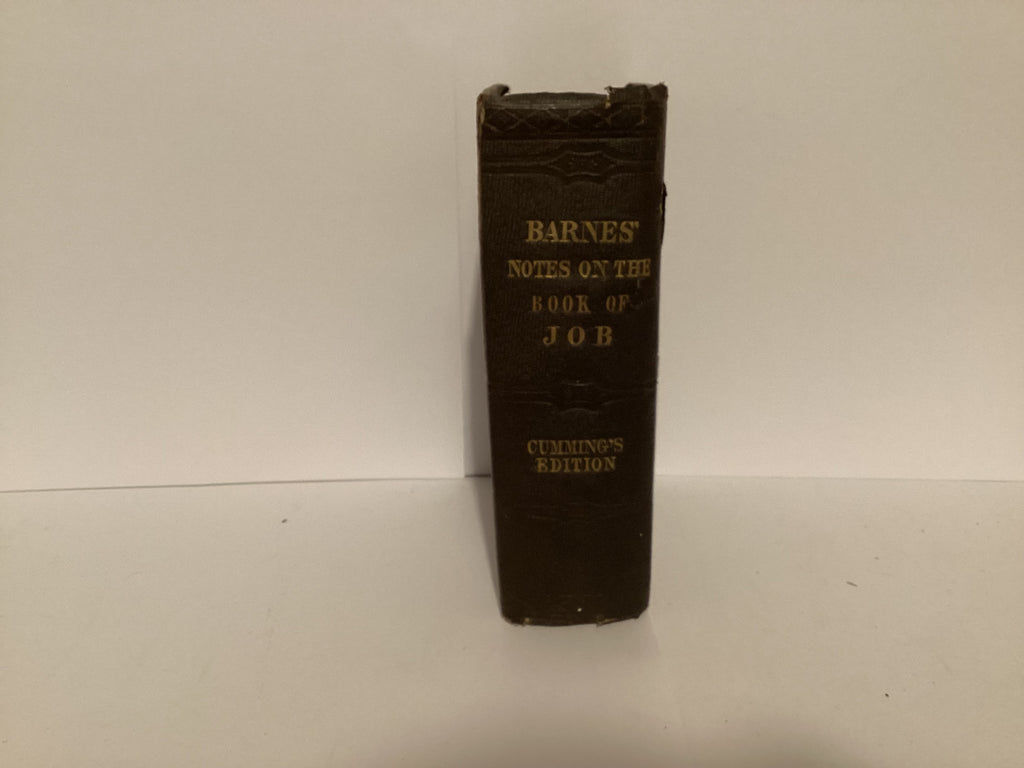 BARNES'
NOTES ON THE
BOOK OF
JOB
CUMMING'S
EDITION